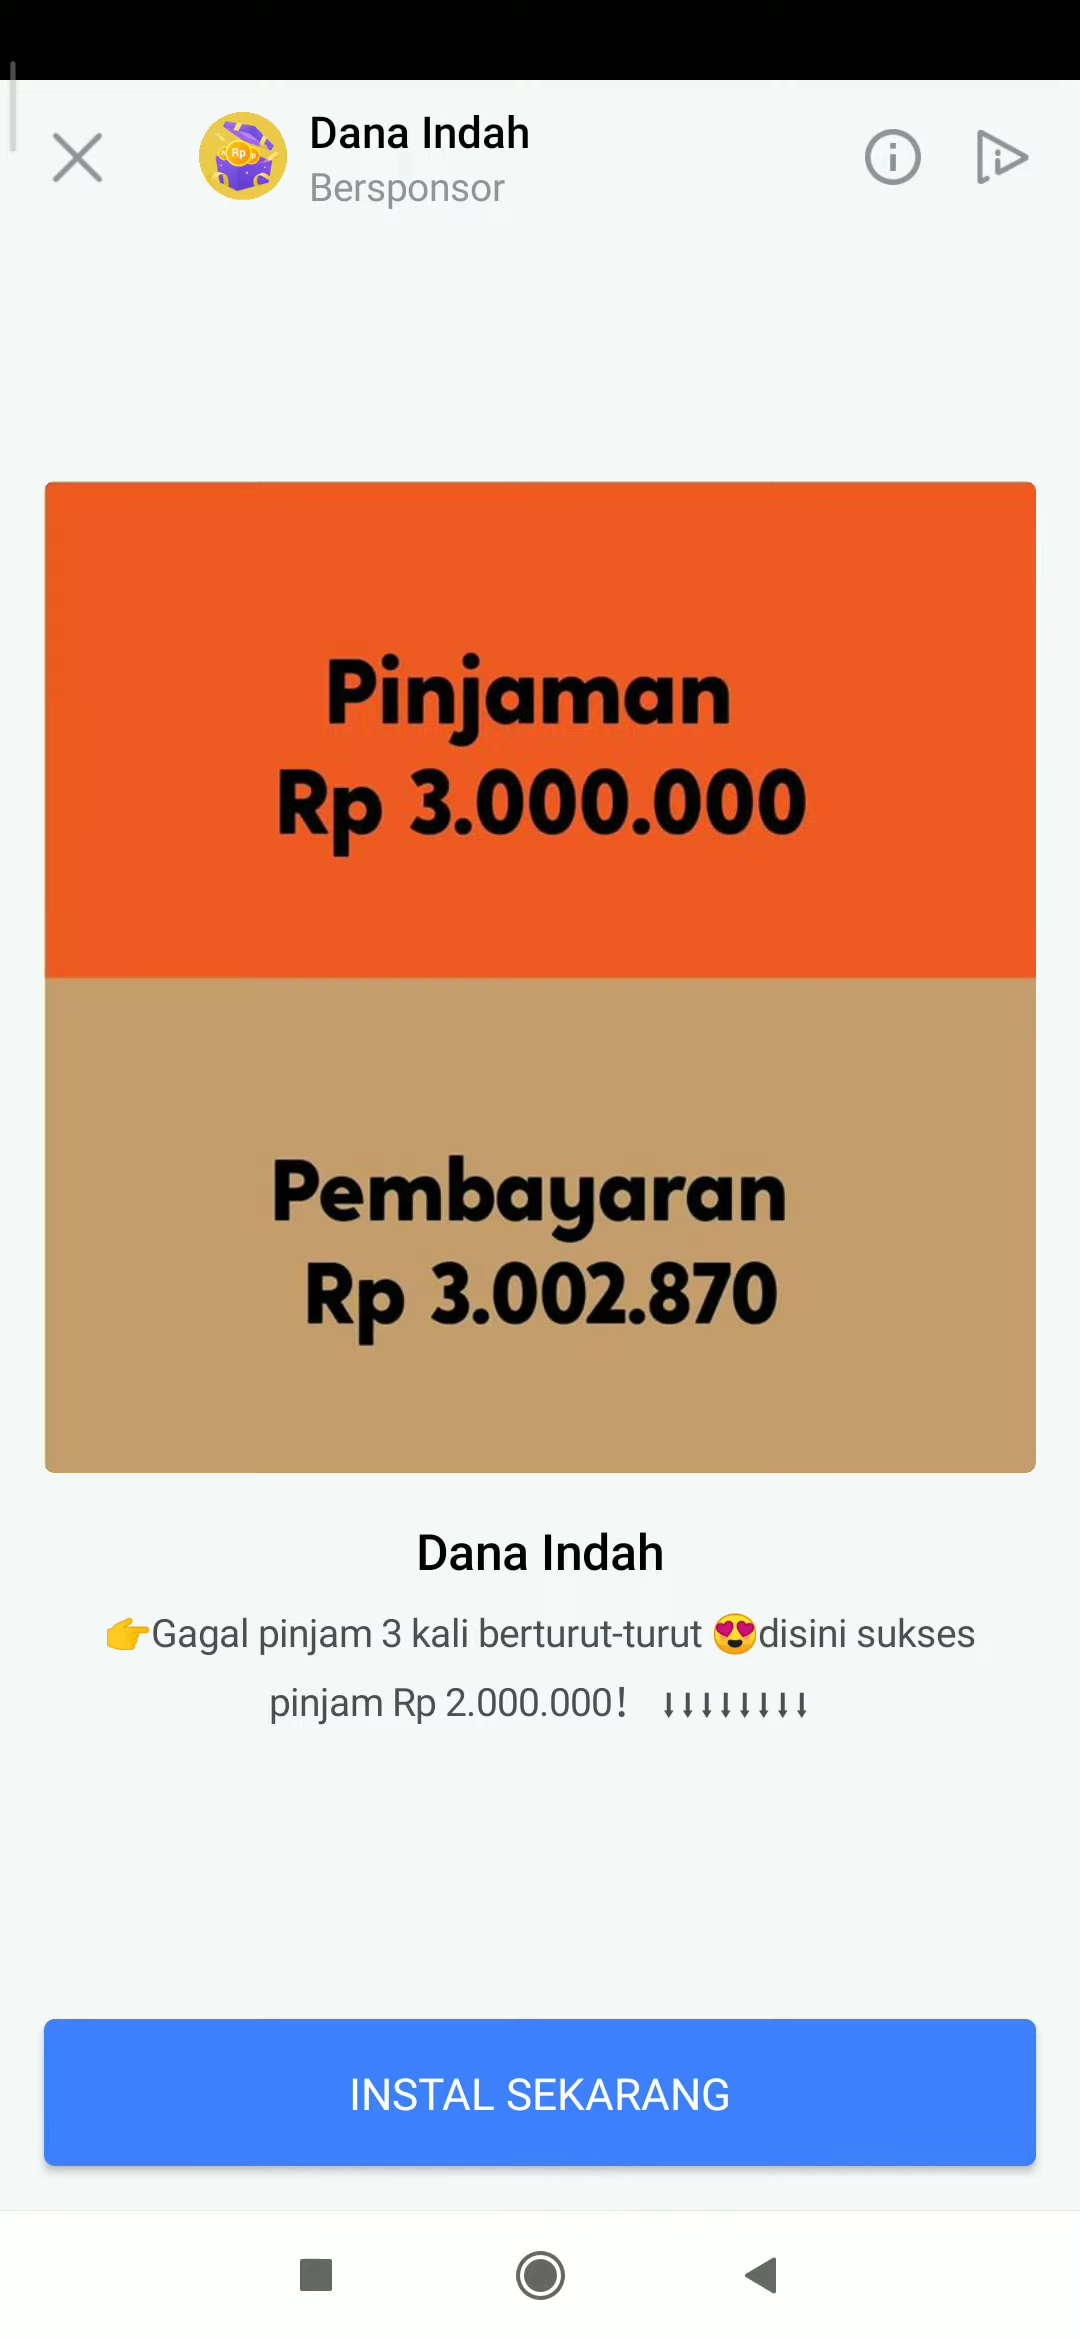 Dana Indah
Bersponsor
Rp
Pinjaman
Rp 3.000.000
Pembayaran
Rp 3.002.870
Dana Indah
👉Gagal pinjam 3 kali berturut-turut 😍disini sukses
pinjam Rp 2.000.000！ ↓↓↓↓↓↓↓↓
INSTAL SEKARANG